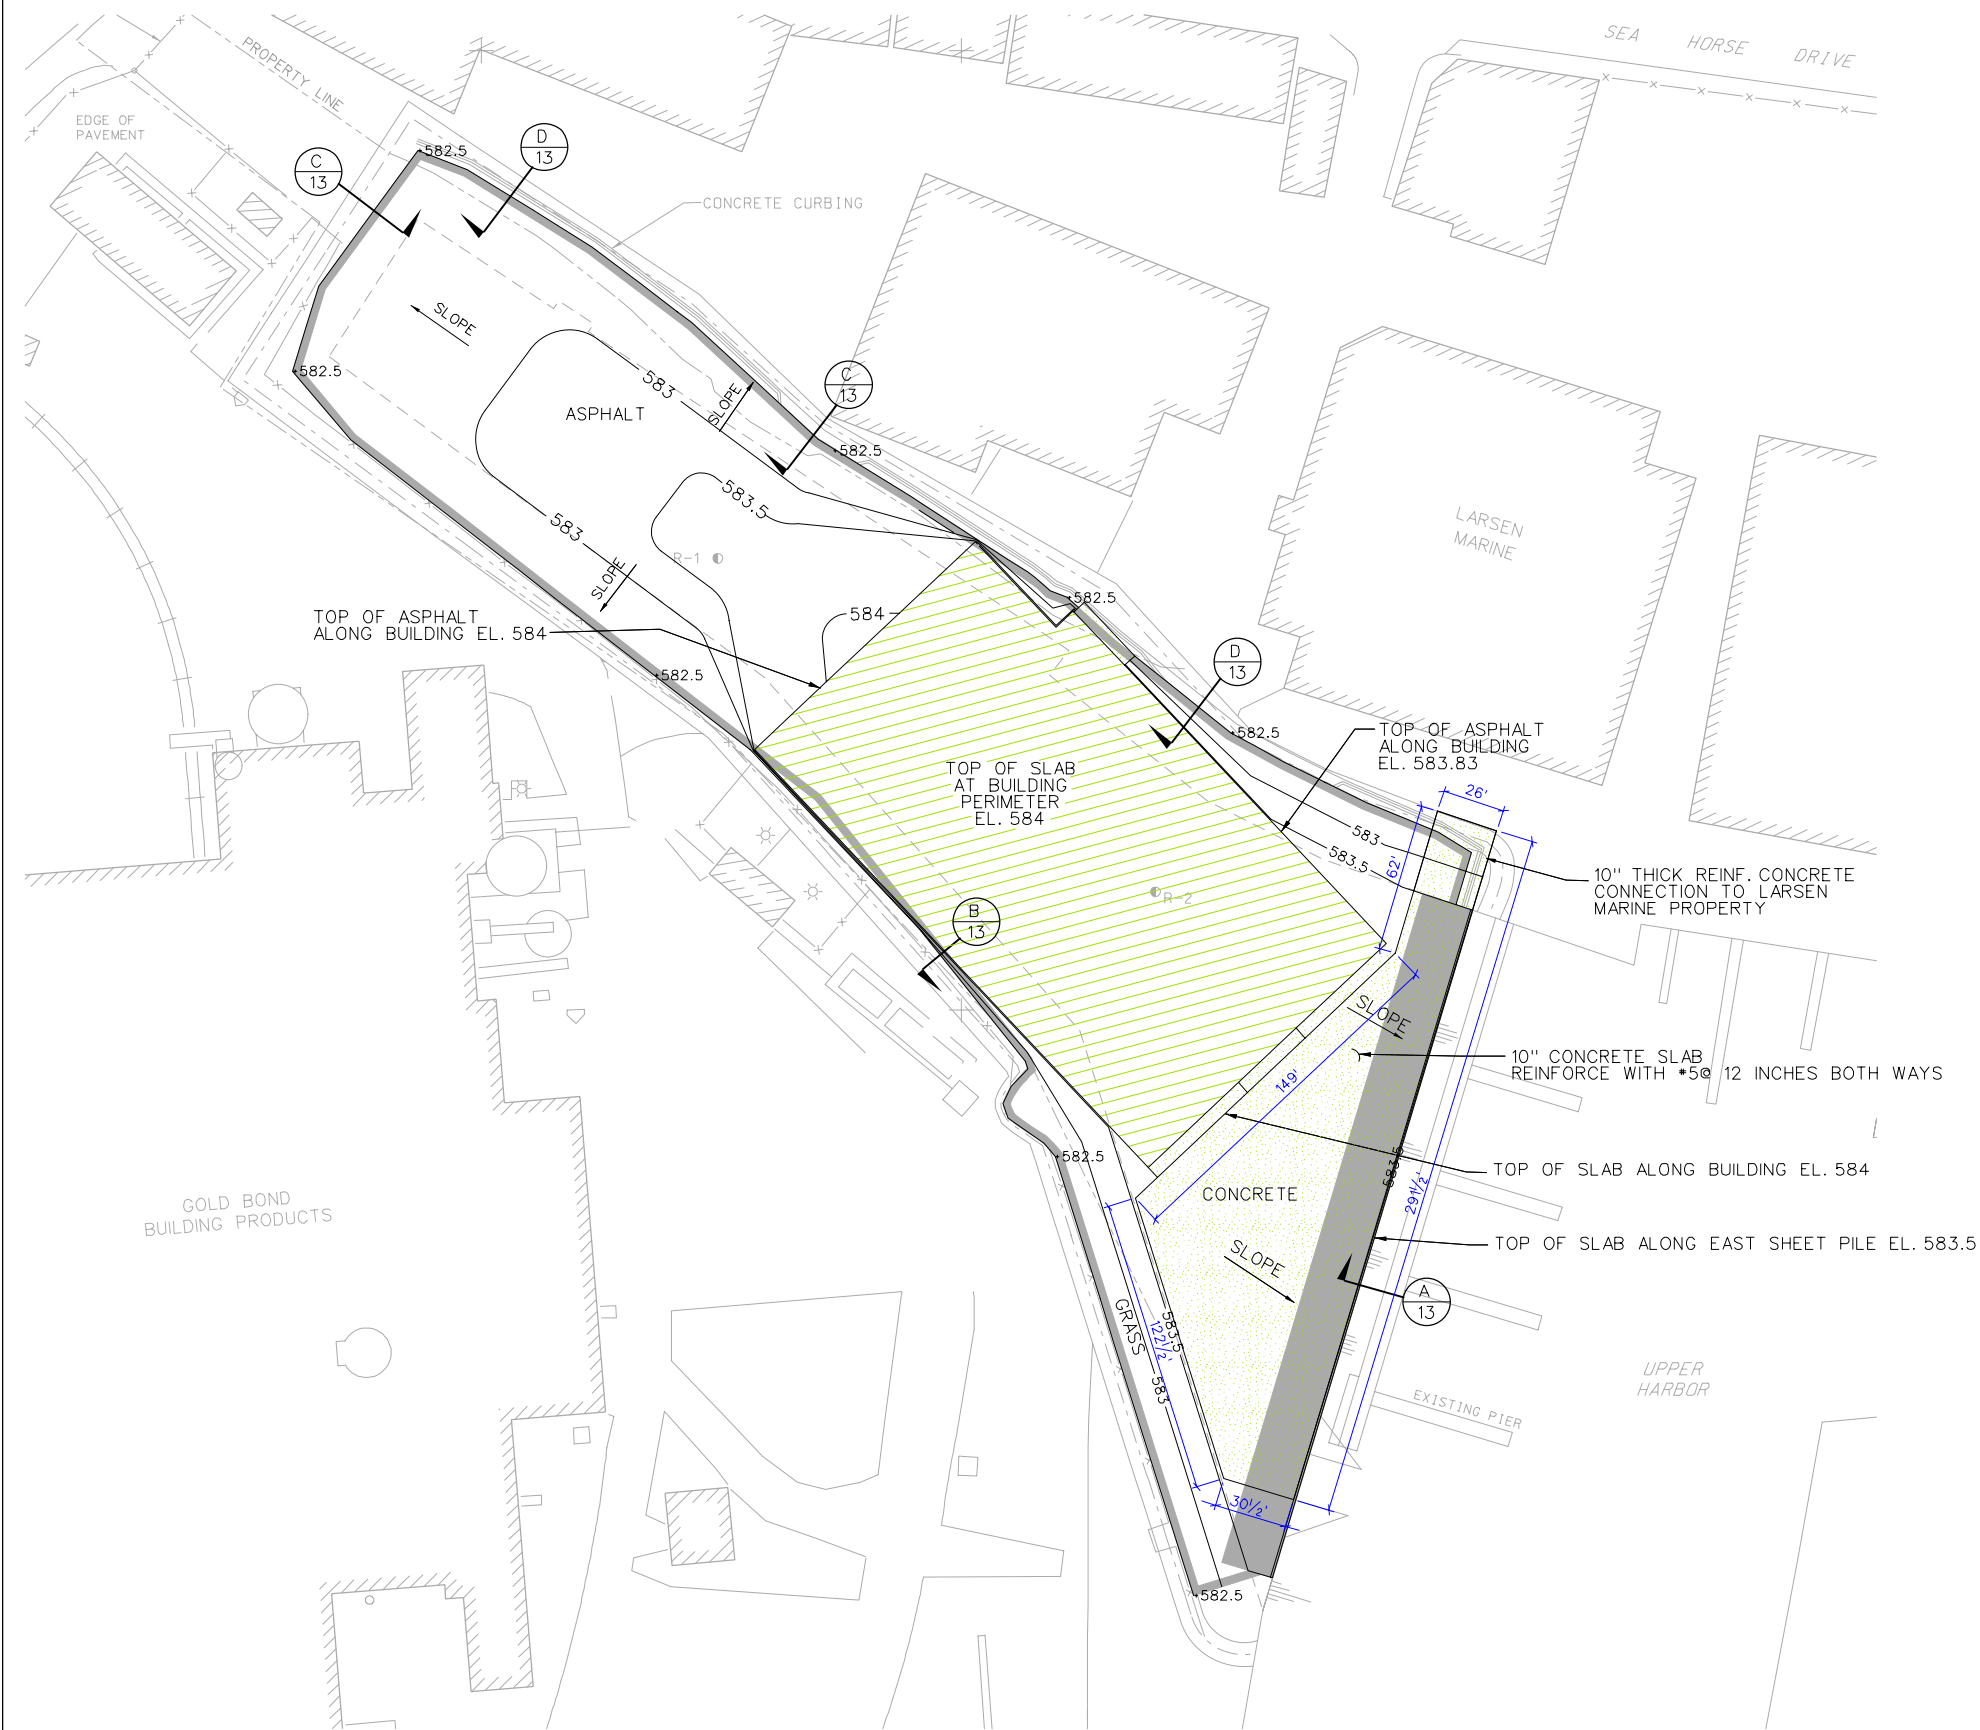 SEA HORSE DRIVE
PROPERTY LINE
EDGE OF
PAVEMENT
D
13
C
13
582.5
CONCRETE CURBING
SLOPE
582.5
583
SLOPE
C
13
ASPHALT
582.5
583.5
583
R-1
SLOPE
LARSEN
MARINE
582.5
TOP OF ASPHALT
ALONG BUILDING EL. 584
584
582.5
D
13
582.5
TOP OF ASPHALT
ALONG BUILDING
EL. 583.83
TOP OF SLAB
AT BUILDING
PERIMETER
EL. 584
26'
583
583.5
62'
10" THICK REINF. CONCRETE
CONNECTION TO LARSEN
MARINE PROPERTY
R-2
B
13
SLOPE
10" CONCRETE SLAB
REINFORCE WITH #5@ 12 INCHES BOTH WAYS
149'
582.5
583.5
TOP OF SLAB ALONG BUILDING EL. 584
291½'
CONCRETE
GOLD BOND
BUILDING PRODUCTS
TOP OF SLAB ALONG EAST SHEET PILE EL. 583.5
SLOPE
A
13
GRASS
583.5
122½'
583
UPPER
HARBOR
EXISTING PIER
30½'
582.5